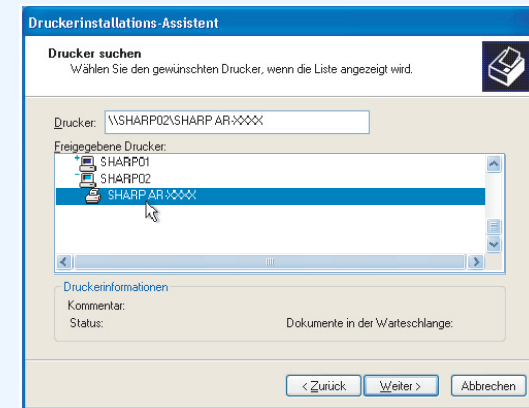 Druckerinstallations-Assistent
Drucker suchen
Wählen Sie den gewünschten Drucker, wenn die Liste angezeigt wird.
Drucker: \\SHARP02\SHARP AR-XXXX
Freigegebene Drucker:
SHARP01
SHARP02
SHARP AR-XXXX
Druckerinformationen
Kommentar:
Status: Dokumente in der Warteschlange:
< Zurück Weiter > Abbrechen